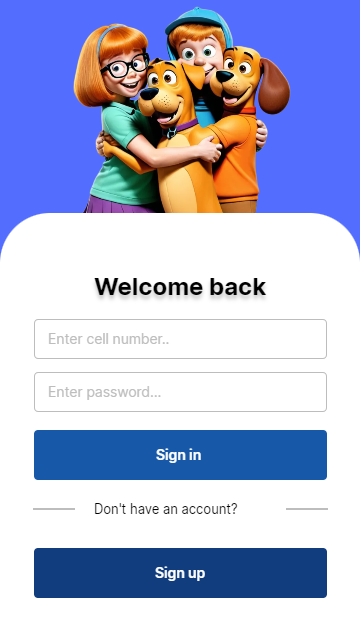 Welcome back
Enter cell number..
Enter password...
Sign in
Don't have an account?
Sign up